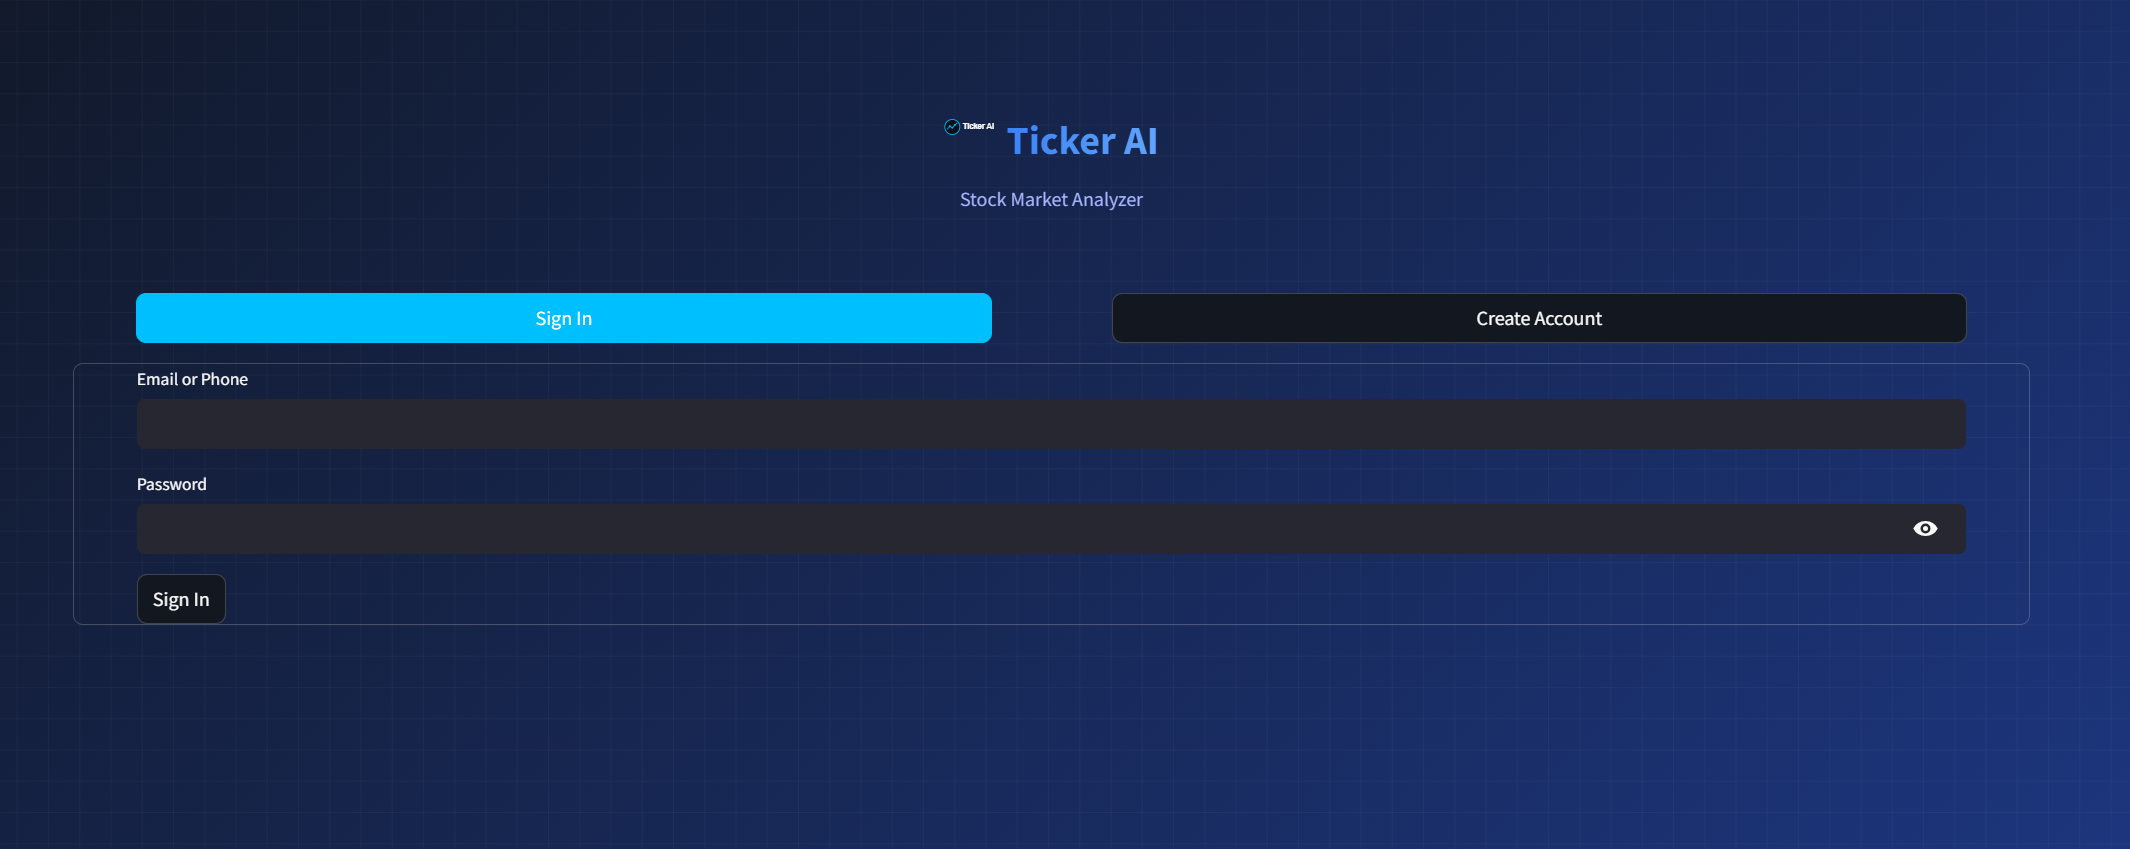 Ticker AI
Ticker AI
Stock Market Analyzer
Sign In
Create Account
Email or Phone
Password
Sign In